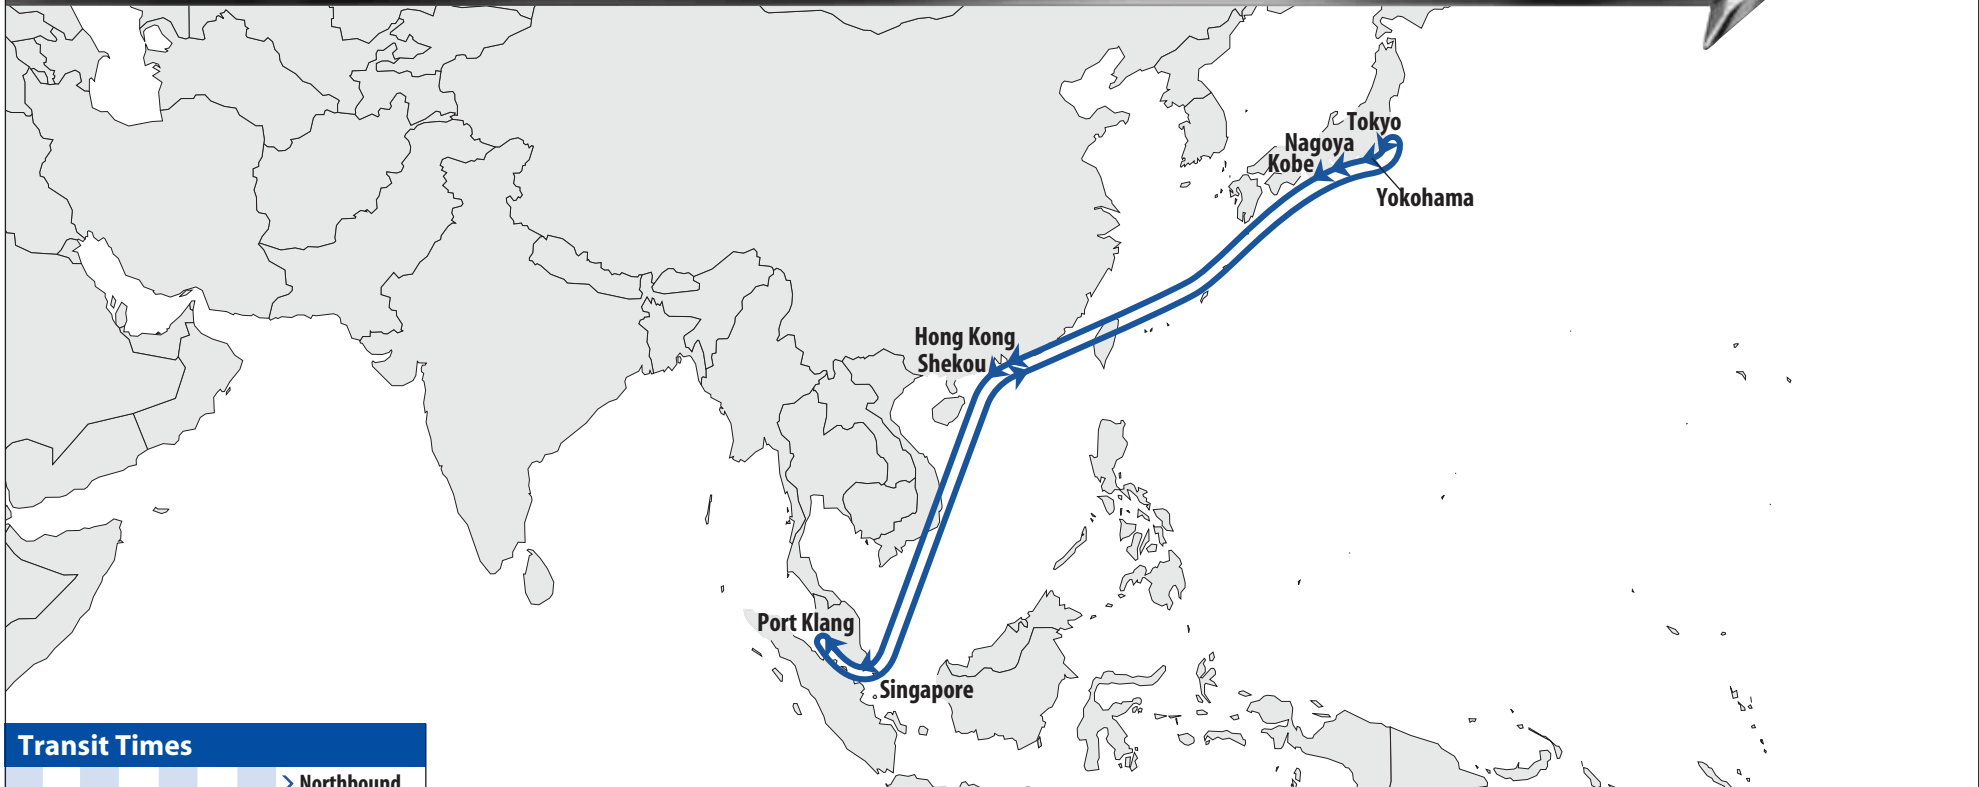 Tokyo
Nagoya
Kobe
Yokohama
Hong Kong
Shekou
Port Klang
Singapore
Transit Times
> Northbound